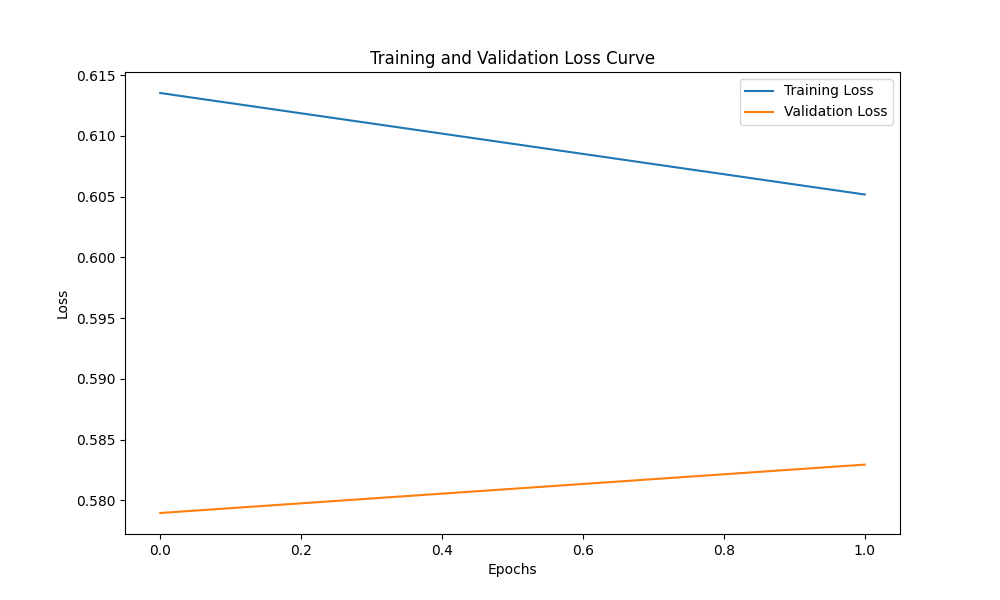 Training and Validation Loss Curve
Training Loss
Validation Loss
0.615
0.610
0.605
0.600
0.595
0.590
0.585
0.580
Loss
0.0 0.2 0.4 0.6 0.8 1.0
Epochs